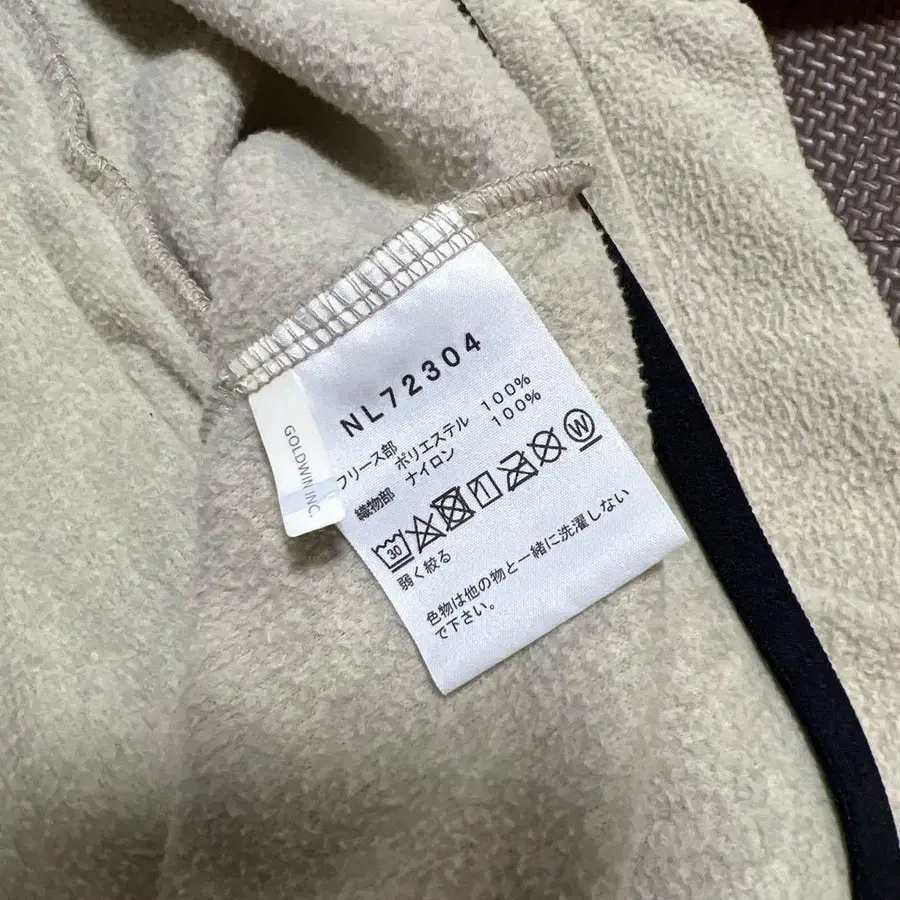 NL72304
フリース部
ポリエステル 100%
織物部 ナイロン 100%
30
W
弱く絞る
色物は他の物と一緒に洗濯しない
で下さい。
GOLDWIN INC.